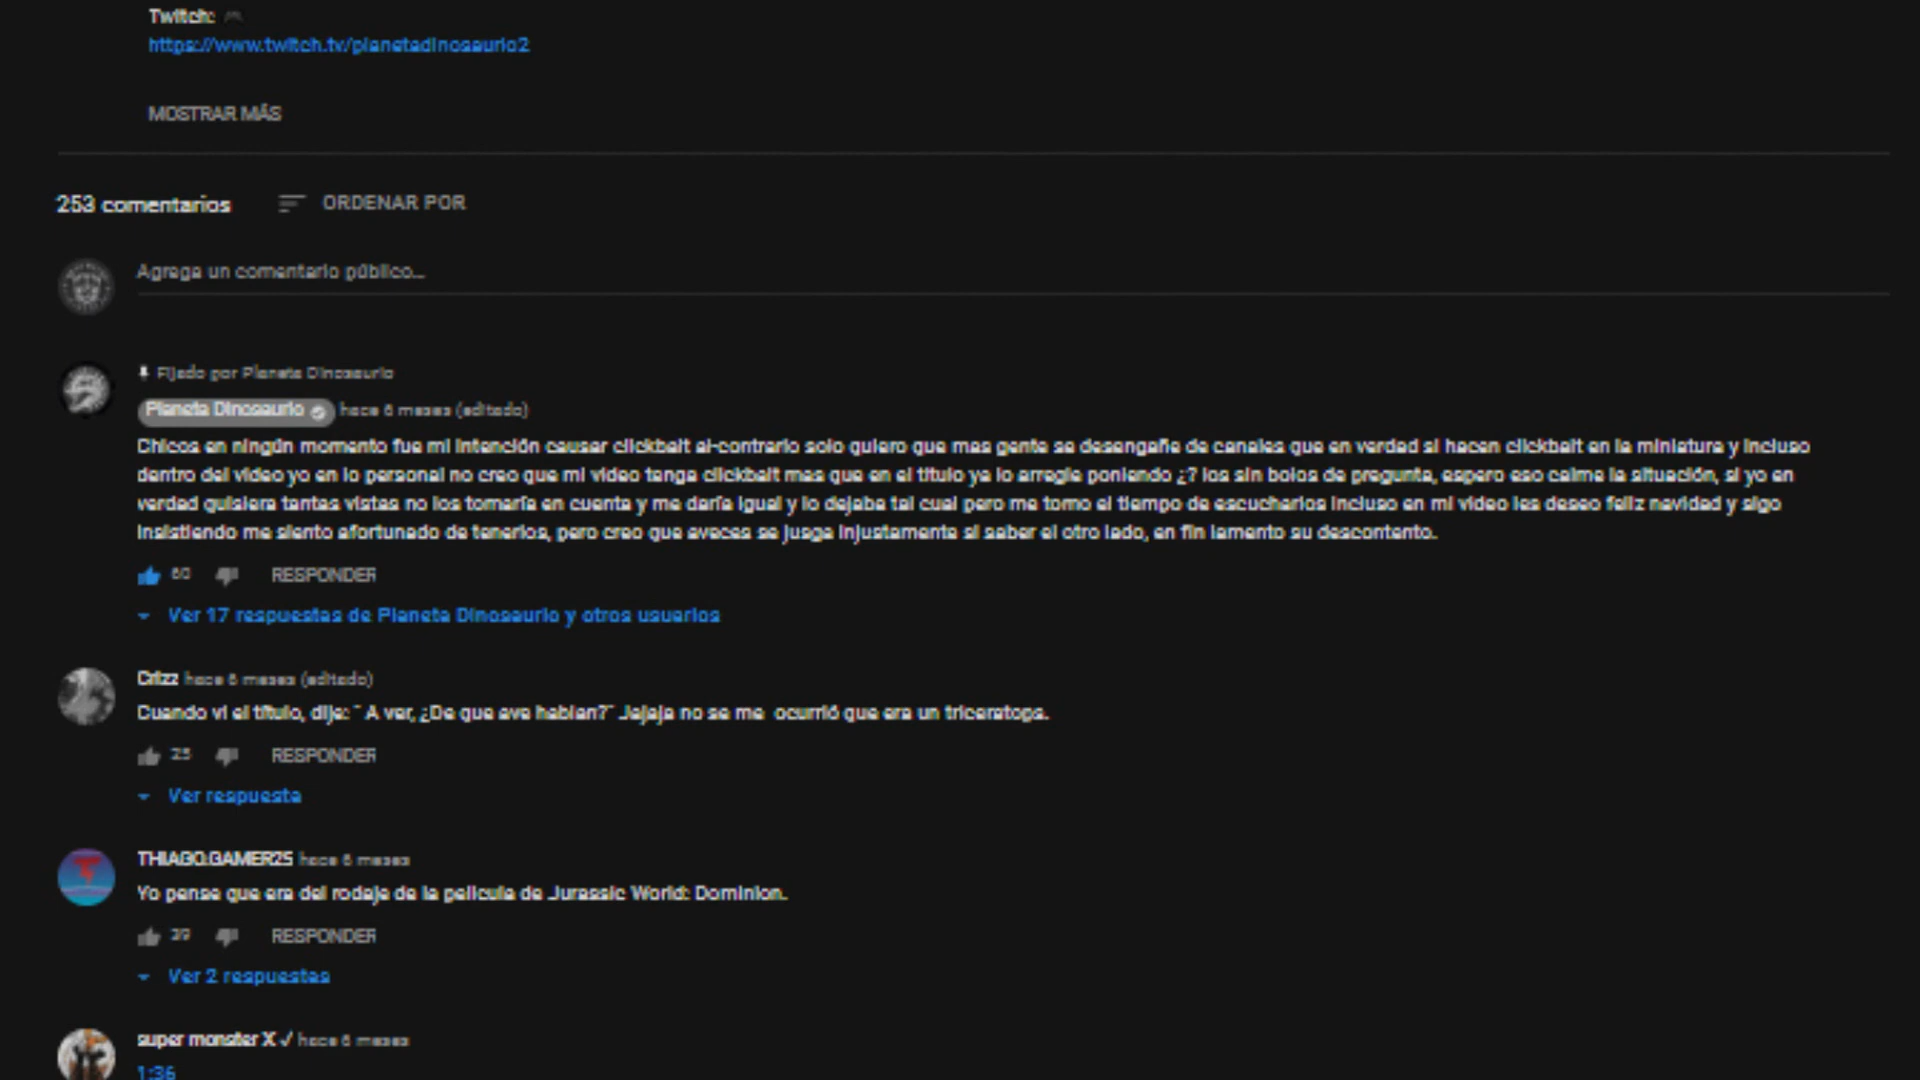 Twitch:
https://www.twitch.tv/planetadinosaurio2
MOSTRAR MÁS
253 comentarios ORDENAR POR
Agrega un comentario público...
Fijado por Planeta Dinosaurio
Planeta Dinosaurio hace 6 meses (editado)
Chicos en ningún momento fue mi intención causar clickbait al contrario solo quiero que mas gente se desengañe de canales que en verdad si hacen clickbait en la miniatura y incluso
dentro del video yo en lo personal no creo que mi video tenga clickbait mas que en el titulo ya lo arregle poniendo ¿? los sin bolos de pregunta, espero eso calme la situación, si yo en
verdad quisiera tantas vistas no los tomaría en cuenta y me daría igual y lo dejaba tal cual pero me tomo el tiempo de escucharlos incluso en mi video les deseo feliz navidad y sigo
insistiendo me siento afortunado de tenerlos, pero creo que aveces se jusga injustamente si saber el otro lado, en fin lamento su descontento.
60 RESPONDER
Ver 17 respuestas de Planeta Dinosaurio y otros usuarios
Crizz hace 6 meses (editado)
Cuando vi el título, dije: " A ver, ¿De que ave hablan?" Jajaja no se me ocurrió que era un triceratops.
25 RESPONDER
Ver respuesta
THIAGO.GAMER25 hace 6 meses
Yo pense que era del rodaje de la pelicula de Jurassic World: Dominion.
39 RESPONDER
Ver 2 respuestas
super monster X ✓ hace 6 meses
1:36